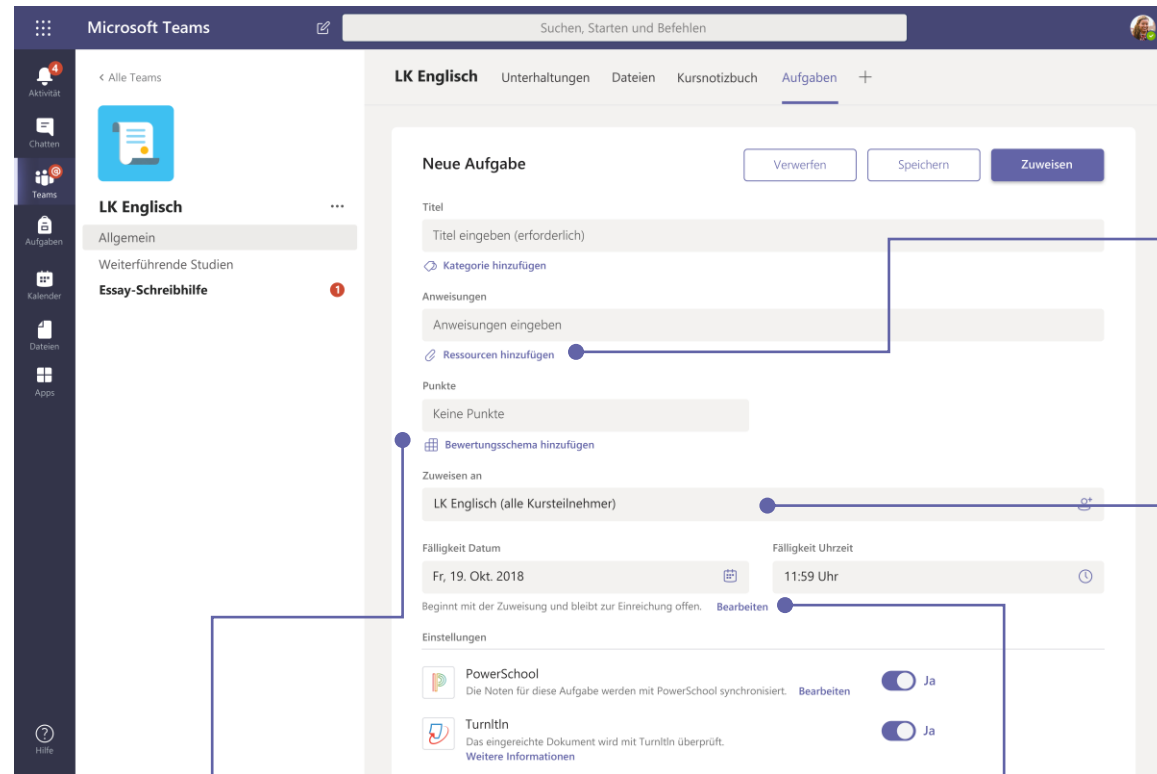 Microsoft Teams
Suchen, Starten und Befehlen
4
Aktivität
Chatten
Teams
Aufgaben
Kalender
Dateien
Apps
Hilfe
< Alle Teams
LK Englisch
...
Allgemein
Weiterführende Studien
Essay-Schreibhilfe
1
LK Englisch Unterhaltungen Dateien Kursnotizbuch Aufgaben +
Neue Aufgabe
Verwerfen
Speichern
Zuweisen
Titel
Titel eingeben (erforderlich)
Kategorie hinzufügen
Anweisungen
Anweisungen eingeben
Ressourcen hinzufügen
Punkte
Keine Punkte
Bewertungsschema hinzufügen
Zuweisen an
LK Englisch (alle Kursteilnehmer)
Fälligkeit Datum
Fälligkeit Uhrzeit
Fr, 19. Okt. 2018
11:59 Uhr
Beginnt mit der Zuweisung und bleibt zur Einreichung offen. Bearbeiten
Einstellungen
PowerSchool
Die Noten für diese Aufgabe werden mit PowerSchool synchronisiert. Bearbeiten
Ja
TurnItIn
Das eingereichte Dokument wird mit TurnItIn überprüft.
Weitere Informationen
Ja